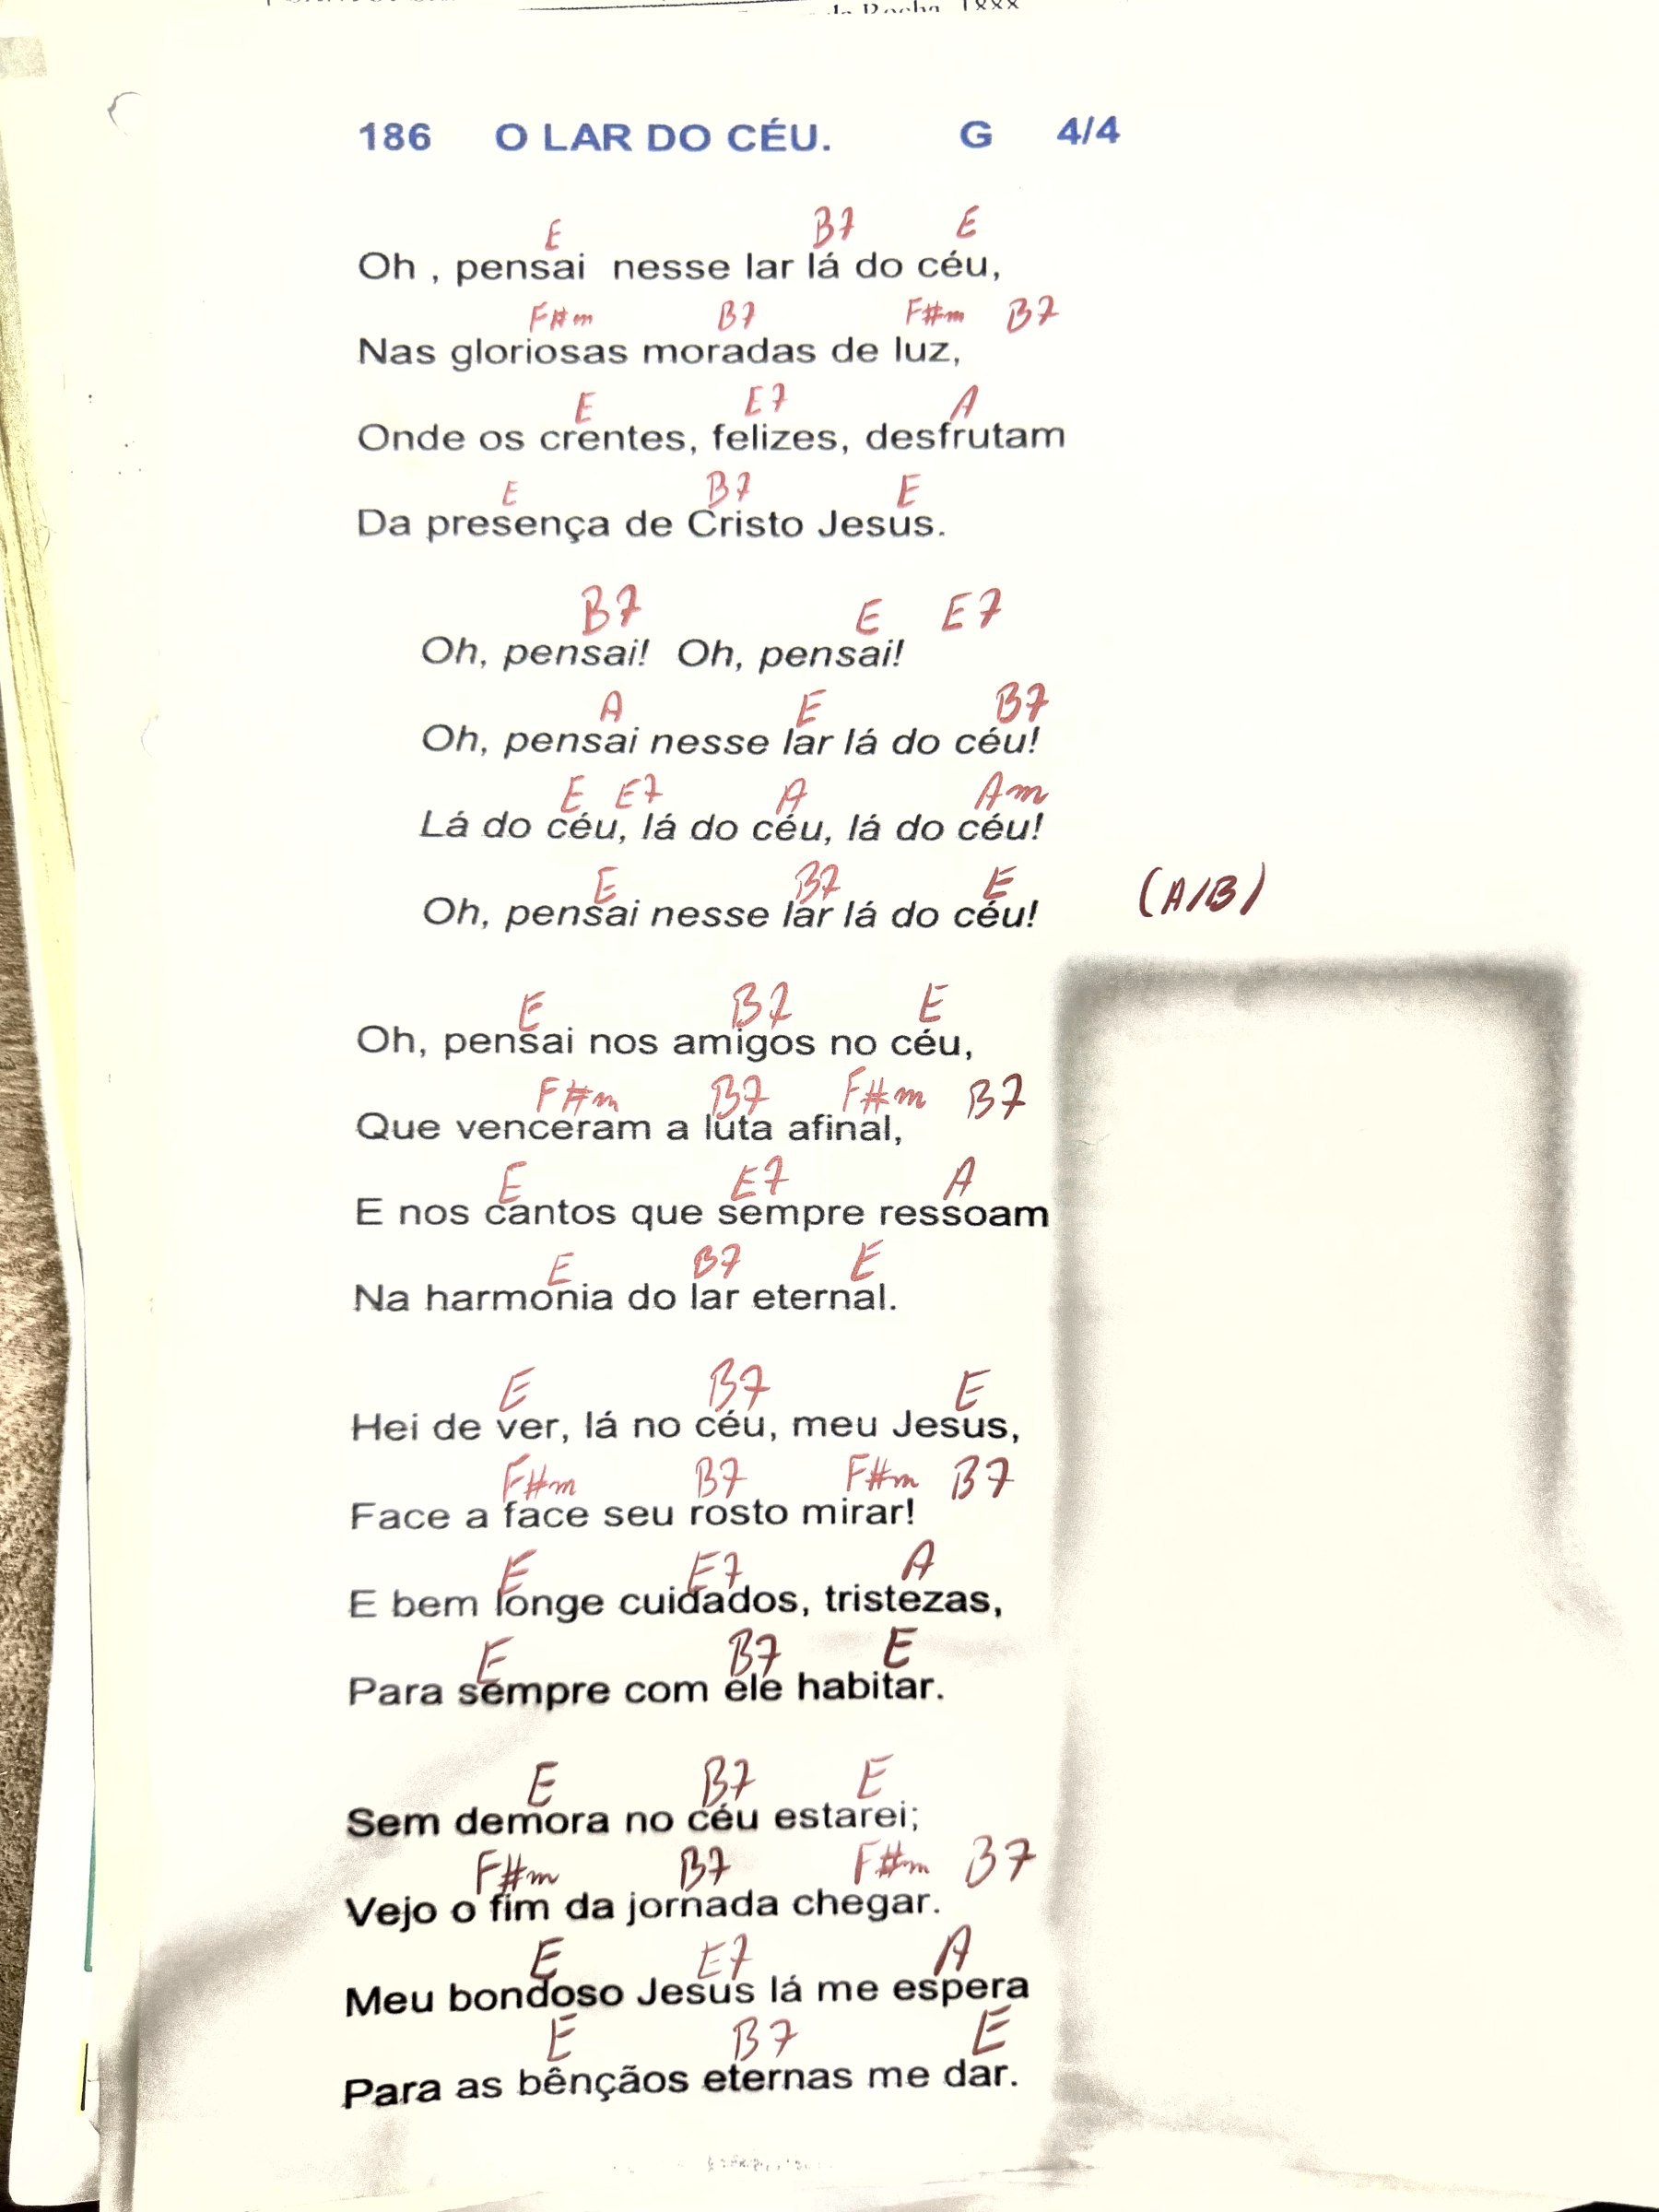 186 O LAR DO CÉU. G 4/4
E B7 E
Oh , pensai nesse lar lá do céu,
F#m B7 F#m B7
Nas gloriosas moradas de luz,
E E7 A
Onde os crentes, felizes, desfrutam
E B7 E
Da presença de Cristo Jesus.
B7 E E7
Oh, pensai! Oh, pensai!
A E B7
Oh, pensai nesse lar lá do céu!
E E7 A Am
Lá do céu, lá do céu, lá do céu!
E B7 E (A/B)
Oh, pensai nesse lar lá do céu!
E B7 E
Oh, pensai nos amigos no céu,
F#m B7 F#m B7
Que venceram a luta afinal,
E E7 A
E nos cantos que sempre ressoam
E B7 E
Na harmonia do lar eternal.
E B7 E
Hei de ver, lá no céu, meu Jesus,
F#m B7 F#m B7
Face a face seu rosto mirar!
E E7 A
E bem longe cuidados, tristezas,
E B7 E
Para sempre com ele habitar.
E B7 E
Sem demora no céu estarei;
F#m B7 F#m B7
Vejo o fim da jornada chegar.
E E7 A
Meu bondoso Jesus lá me espera
E B7 E
Para as bênçãos eternas me dar.